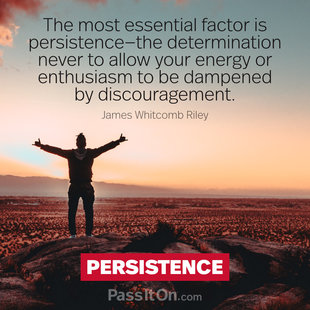 The most essential factor is
persistence—the determination
never to allow your energy or
enthusiasm to be dampened
by discouragement.
James Whitcomb Riley
PERSISTENCE
PassItOn.com